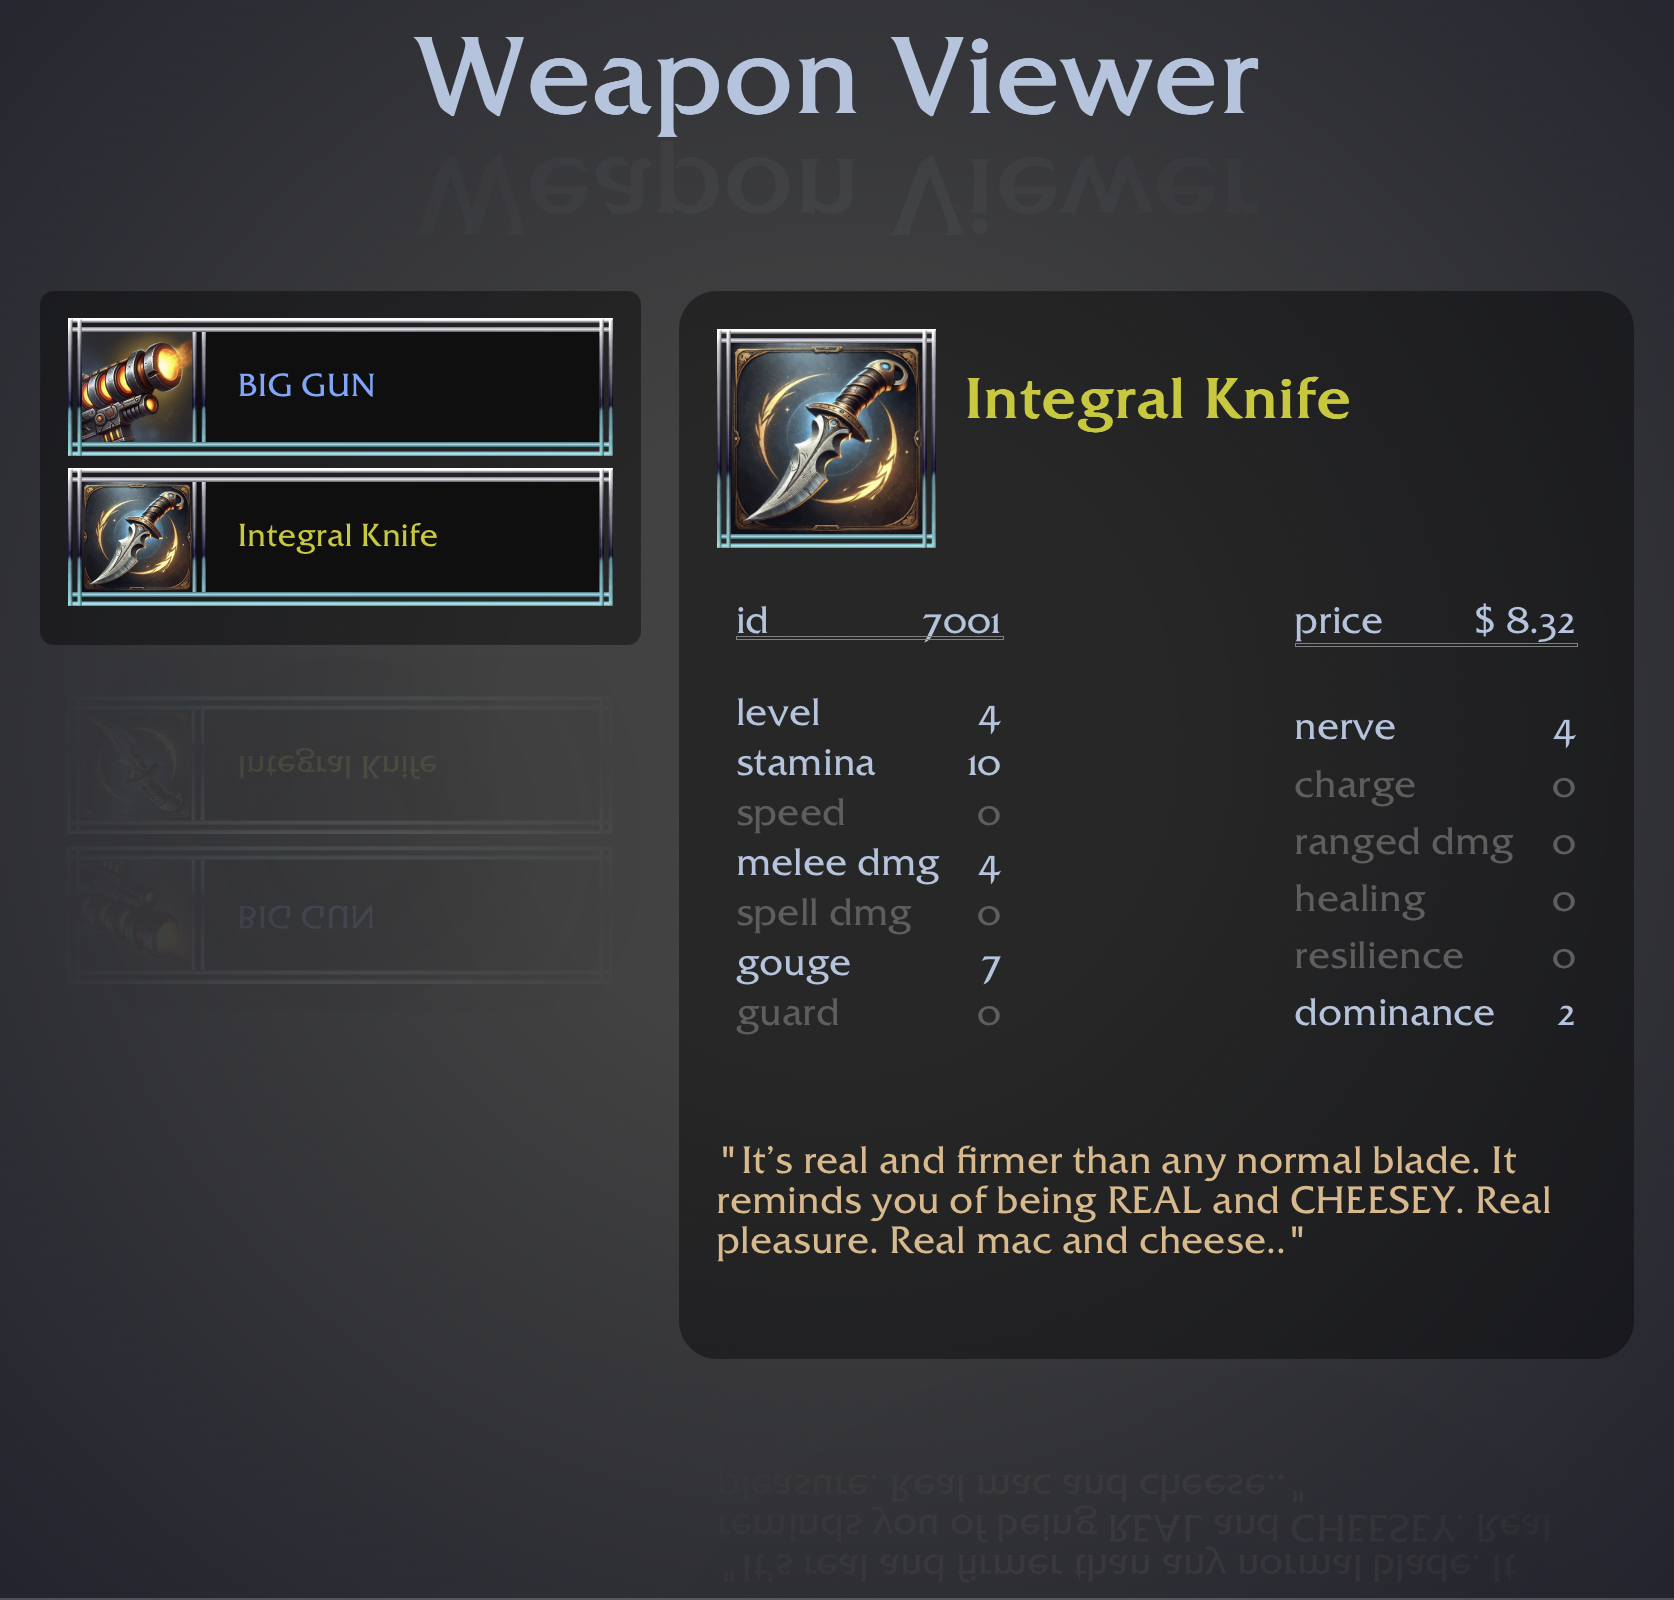 Weapon Viewer
BIG GUN
Integral Knife
Integral Knife
id 7001
price $ 8.32
level 4
stamina 10
speed 0
melee dmg 4
spell dmg 0
gouge 7
guard 0
nerve 4
charge 0
ranged dmg 0
healing 0
resilience 0
dominance 2
"It's real and firmer than any normal blade. It
reminds you of being REAL and CHEESEY. Real
pleasure. Real mac and cheese.."